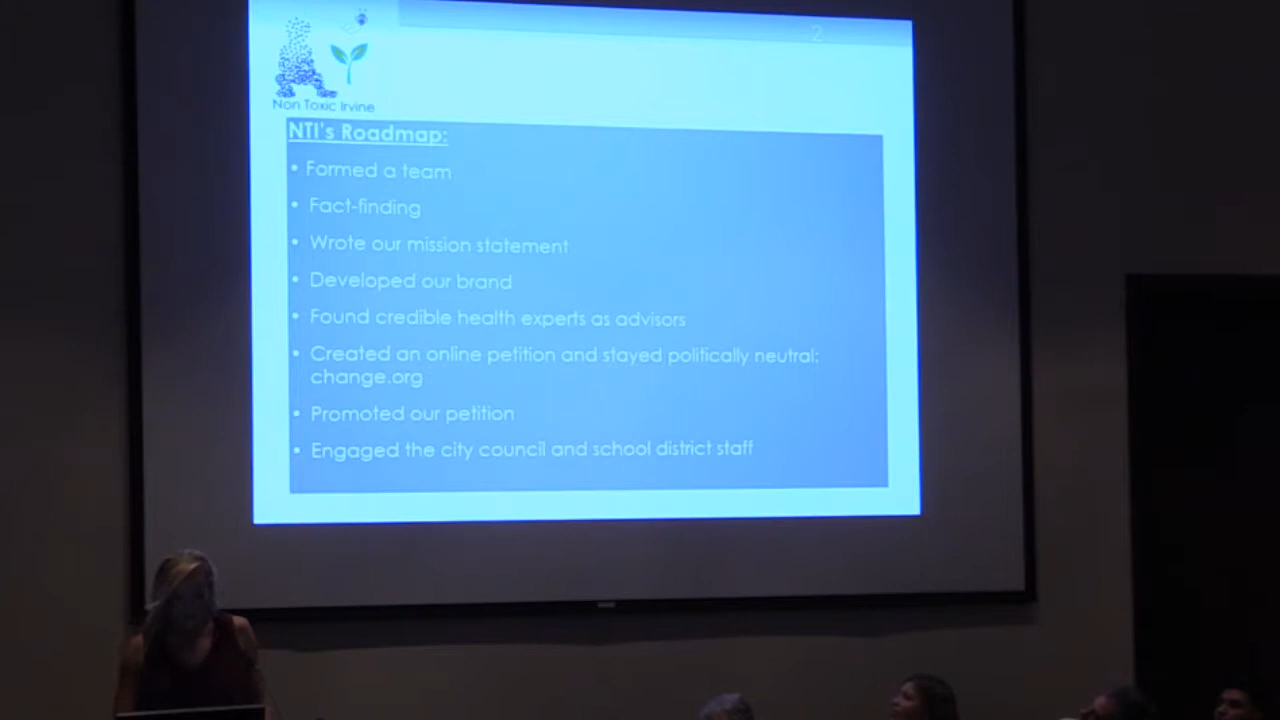 2
Non Toxic Irvine
NTI's Roadmap:
• Formed a team
• Fact-finding
• Wrote our mission statement
• Developed our brand
• Found credible health experts as advisors
• Created an online petition and stayed politically neutral:
change.org
• Promoted our petition
• Engaged the city council and school district staff